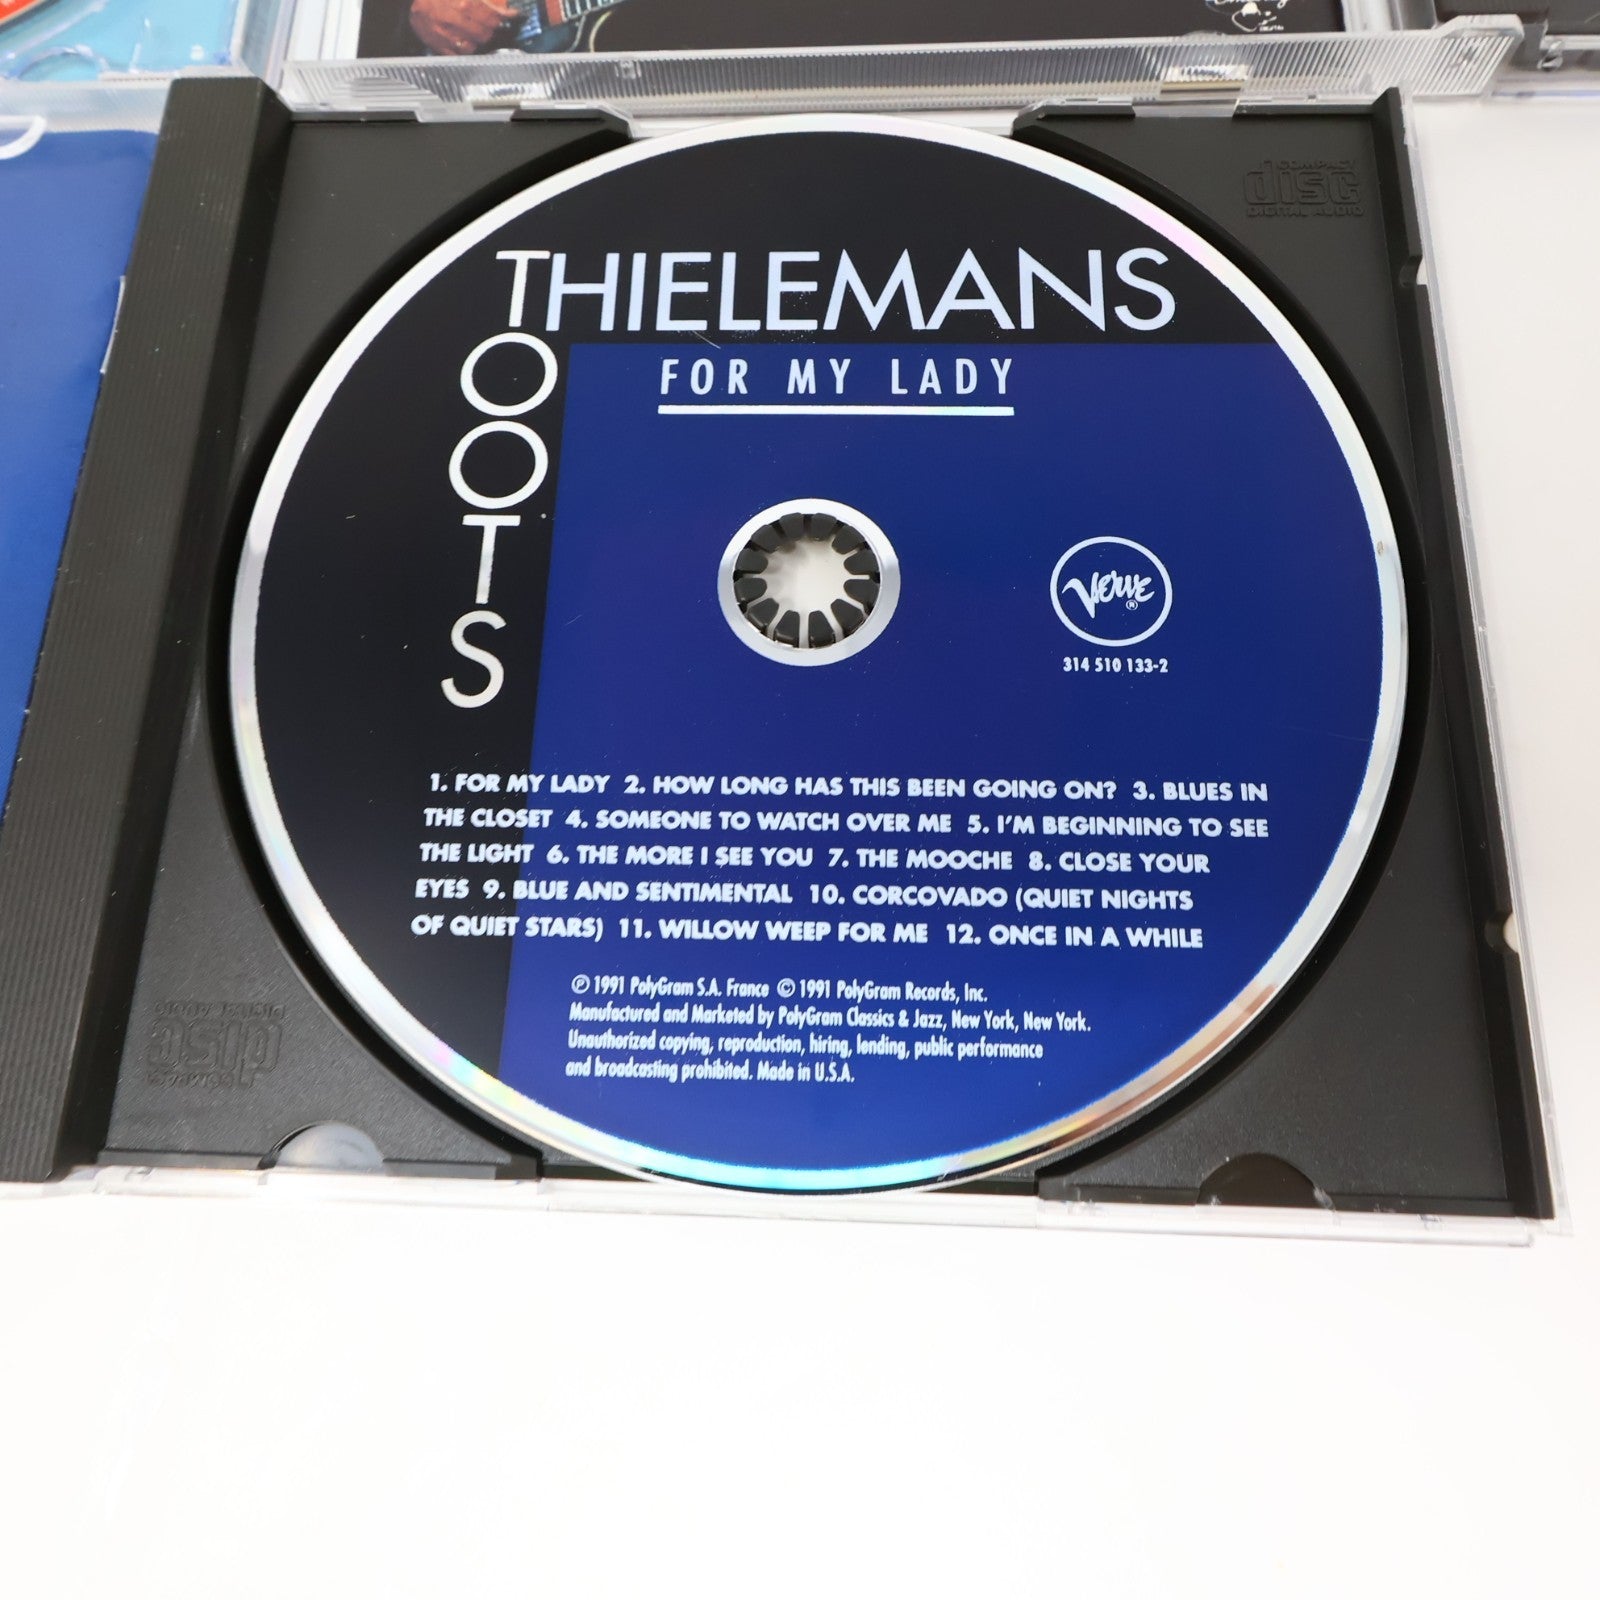 COMPACT
disc
DIGITAL AUDIO
THIELEMANS
TOOTS
FOR MY LADY
VERVE®
314 510 133-2
1. FOR MY LADY 2. HOW LONG HAS THIS BEEN GOING ON? 3. BLUES IN
THE CLOSET 4. SOMEONE TO WATCH OVER ME 5. I'M BEGINNING TO SEE
THE LIGHT 6. THE MORE I SEE YOU 7. THE MOOCHE 8. CLOSE YOUR
EYES 9. BLUE AND SENTIMENTAL 10. CORCOVADO (QUIET NIGHTS
OF QUIET STARS) 11. WILLOW WEEP FOR ME 12. ONCE IN A WHILE
℗ 1991 PolyGram S.A. France © 1991 PolyGram Records, Inc.
Manufactured and Marketed by PolyGram Classics & Jazz, New York, New York.
Unauthorized copying, reproduction, hiring, lending, public performance
and broadcasting prohibited. Made in U.S.A.
COMPACT
disc
DIGITAL AUDIO